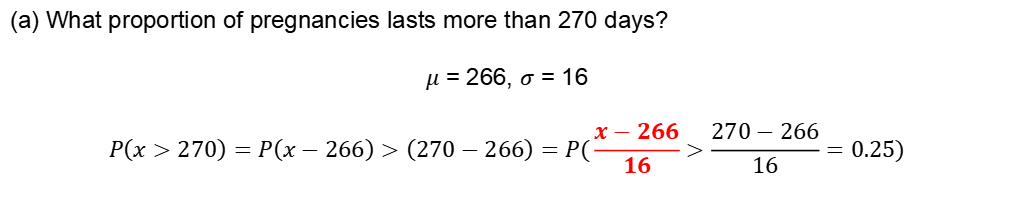 (a) What proportion of pregnancies lasts more than 270 days?
μ = 266, σ = 16
P(x > 270) = P(x − 266) > (270 − 266) = P( (x − 266)/16 > (270 − 266)/16 = 0.25)